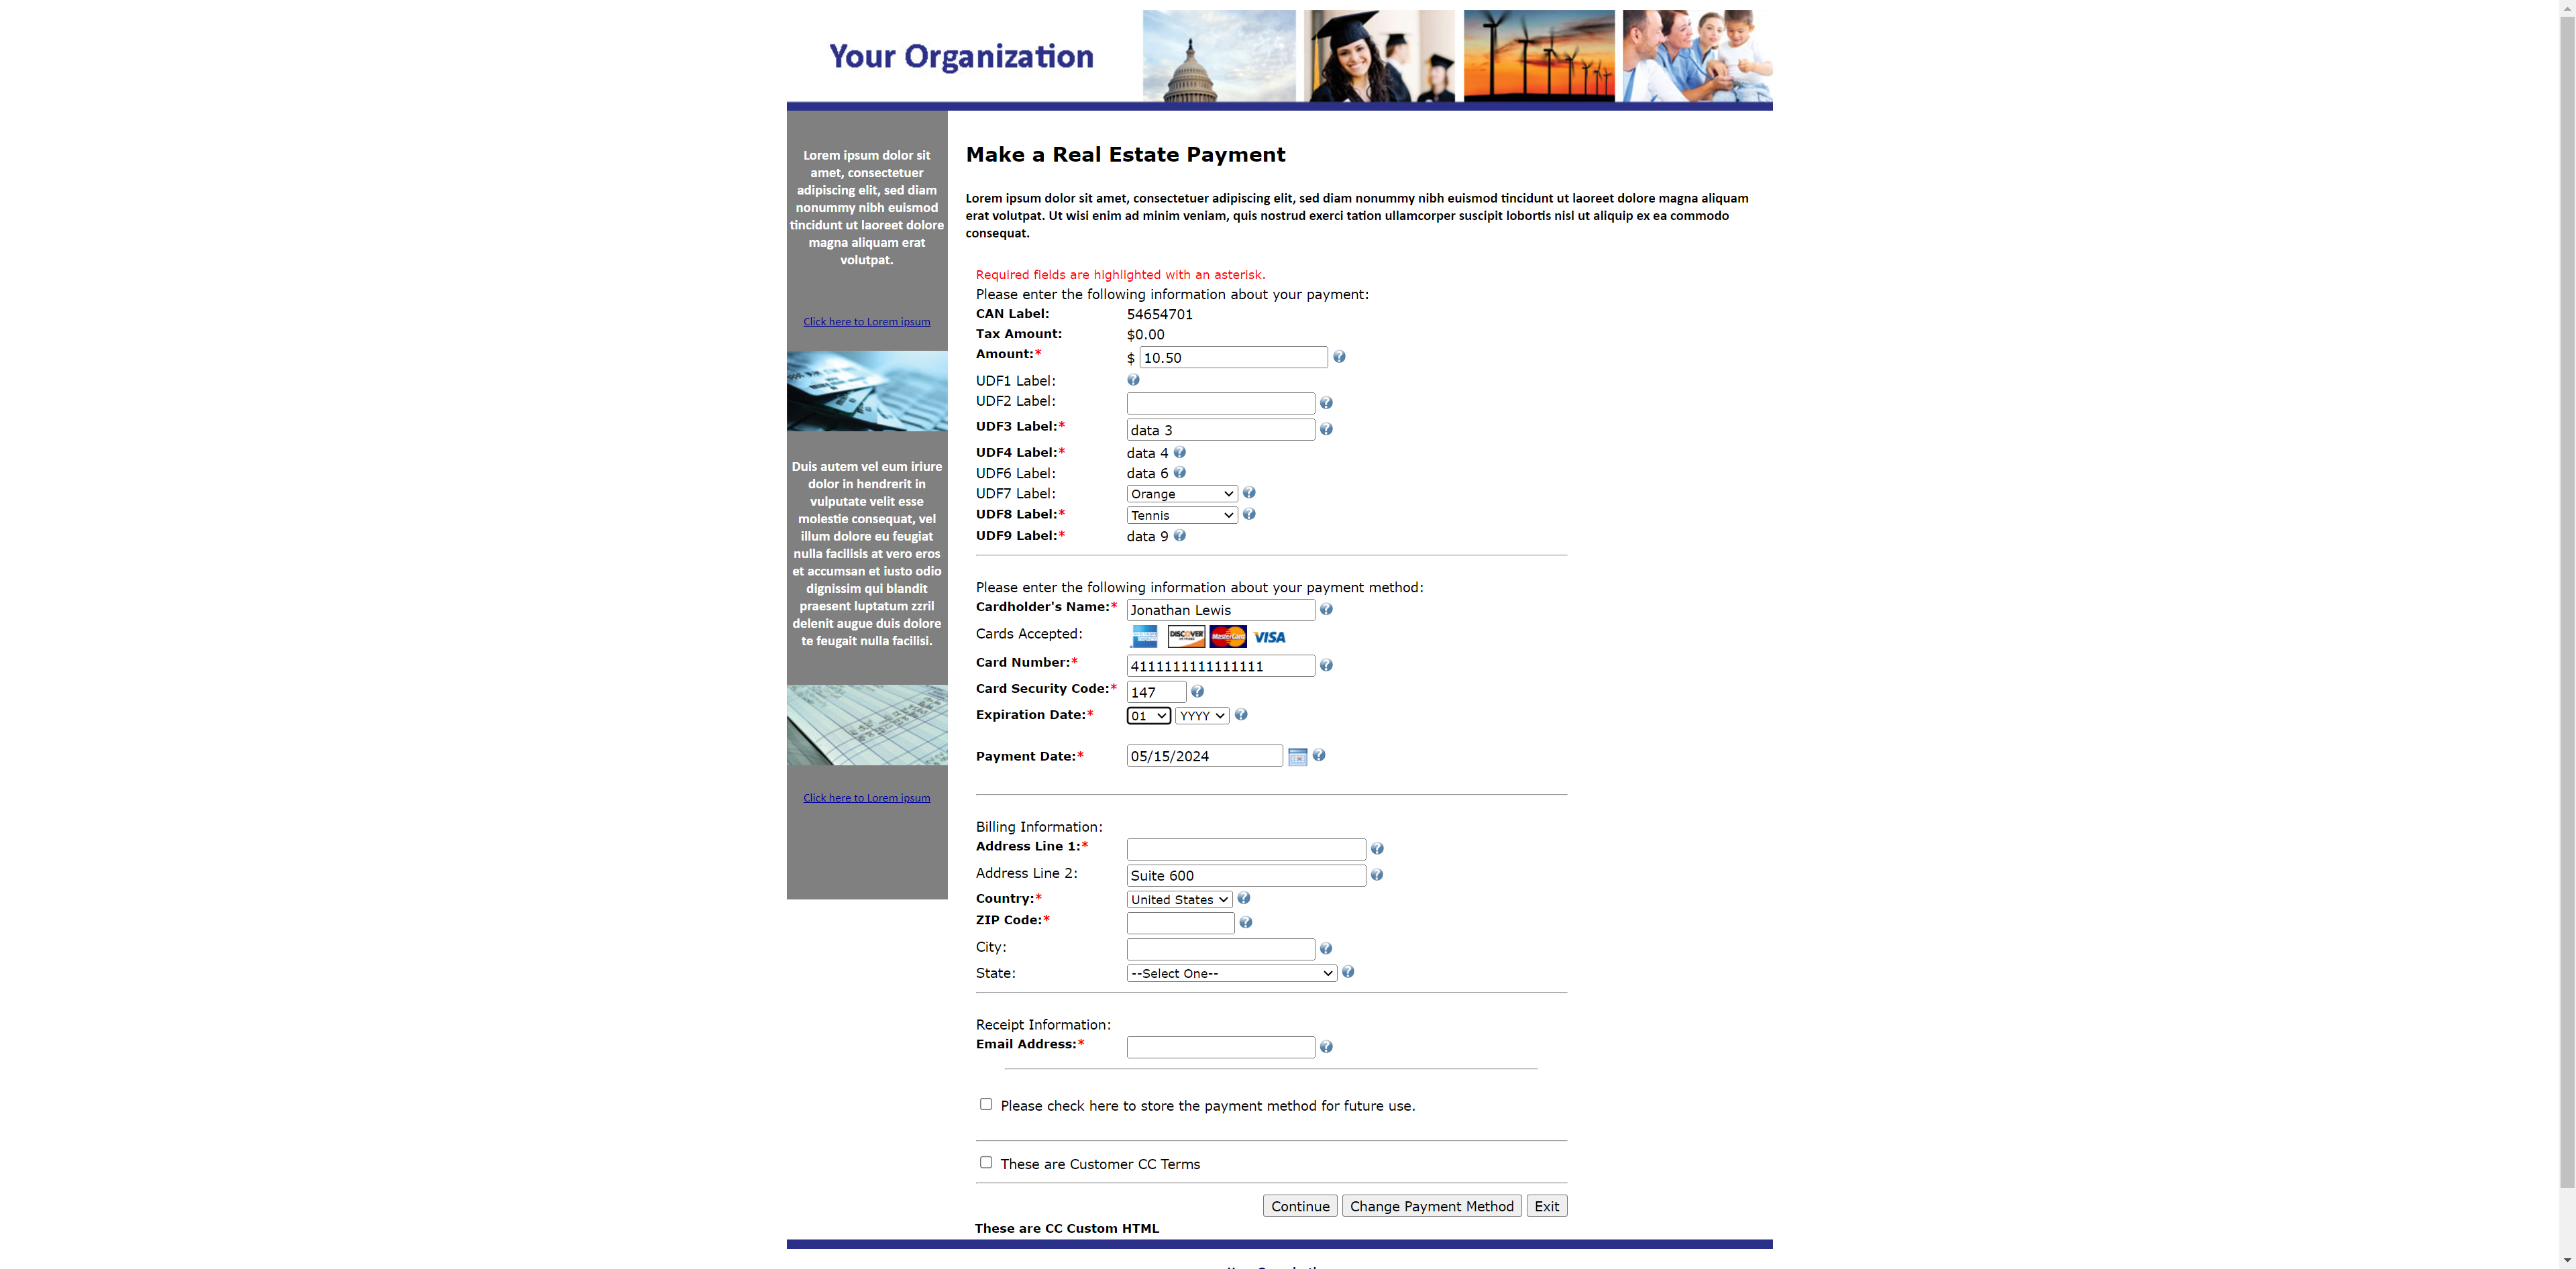 Your Organization
Lorem ipsum dolor sit
amet, consectetuer
adipiscing elit, sed diam
nonummy nibh euismod
tincidunt ut laoreet dolore
magna aliquam erat
volutpat.
Click here to Lorem ipsum
Duis autem vel eum iriure
dolor in hendrerit in
vulputate velit esse
molestie consequat, vel
illum dolore eu feugiat
nulla facilisis at vero eros
et accumsan et iusto odio
dignissim qui blandit
praesent luptatum zzril
delenit augue duis dolore
te feugait nulla facilisi.
Click here to Lorem ipsum
Make a Real Estate Payment
Lorem ipsum dolor sit amet, consectetuer adipiscing elit, sed diam nonummy nibh euismod tincidunt ut laoreet dolore magna aliquam
erat volutpat. Ut wisi enim ad minim veniam, quis nostrud exerci tation ullamcorper suscipit lobortis nisl ut aliquip ex ea commodo
consequat.
Required fields are highlighted with an asterisk.
Please enter the following information about your payment:
CAN Label: 54654701
Tax Amount: $0.00
Amount:* $ 10.50
UDF1 Label:
UDF2 Label:
UDF3 Label:* data 3
UDF4 Label:* data 4
UDF6 Label: data 6
UDF7 Label: Orange
UDF8 Label:* Tennis
UDF9 Label:* data 9
Please enter the following information about your payment method:
Cardholder's Name:* Jonathan Lewis
Cards Accepted: DISCOVER MasterCard VISA
Card Number:* 4111111111111111
Card Security Code:* 147
Expiration Date:* 01 YYYY
Payment Date:* 05/15/2024
Billing Information:
Address Line 1:*
Address Line 2: Suite 600
Country:* United States
ZIP Code:*
City:
State: --Select One--
Receipt Information:
Email Address:*
Please check here to store the payment method for future use.
These are Customer CC Terms
Continue Change Payment Method Exit
These are CC Custom HTML